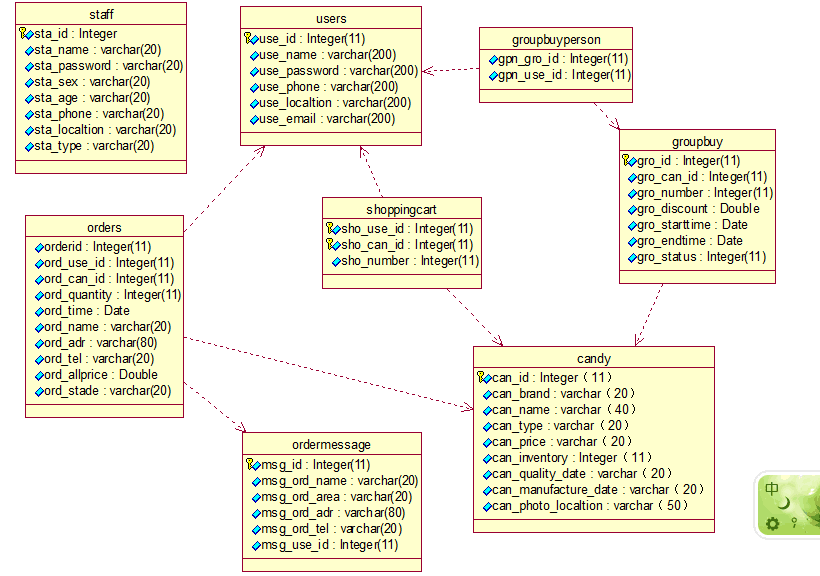 staff
sta_id : Integer
sta_name : varchar(20)
sta_password : varchar(20)
sta_sex : varchar(20)
sta_age : varchar(20)
sta_phone : varchar(20)
sta_localtion : varchar(20)
sta_type : varchar(20)
users
use_id : Integer(11)
use_name : varchar(200)
use_password : varchar(200)
use_phone : varchar(200)
use_localtion : varchar(200)
use_email : varchar(200)
groupbuyperson
gpn_gro_id : Integer(11)
gpn_use_id : Integer(11)
groupbuy
gro_id : Integer(11)
gro_can_id : Integer(11)
gro_number : Integer(11)
gro_discount : Double
gro_starttime : Date
gro_endtime : Date
gro_status : Integer(11)
orders
orderid : Integer(11)
ord_use_id : Integer(11)
ord_can_id : Integer(11)
ord_quantity : Integer(11)
ord_time : Date
ord_name : varchar(20)
ord_adr : varchar(80)
ord_tel : varchar(20)
ord_allprice : Double
ord_stade : varchar(20)
shoppingcart
sho_use_id : Integer(11)
sho_can_id : Integer(11)
sho_number : Integer(11)
candy
can_id : Integer（11）
can_brand : varchar（20）
can_name : varchar（40）
can_type : varchar（20）
can_price : varchar（20）
can_inventory : Integer（11）
can_quality_date : varchar（20）
can_manufacture_date : varchar（20）
can_photo_localtion : varchar（50）
ordermessage
msg_id : Integer(11)
msg_ord_name : varchar(20)
msg_ord_area : varchar(20)
msg_ord_adr : varchar(80)
msg_ord_tel : varchar(20)
msg_use_id : Integer(11)
中